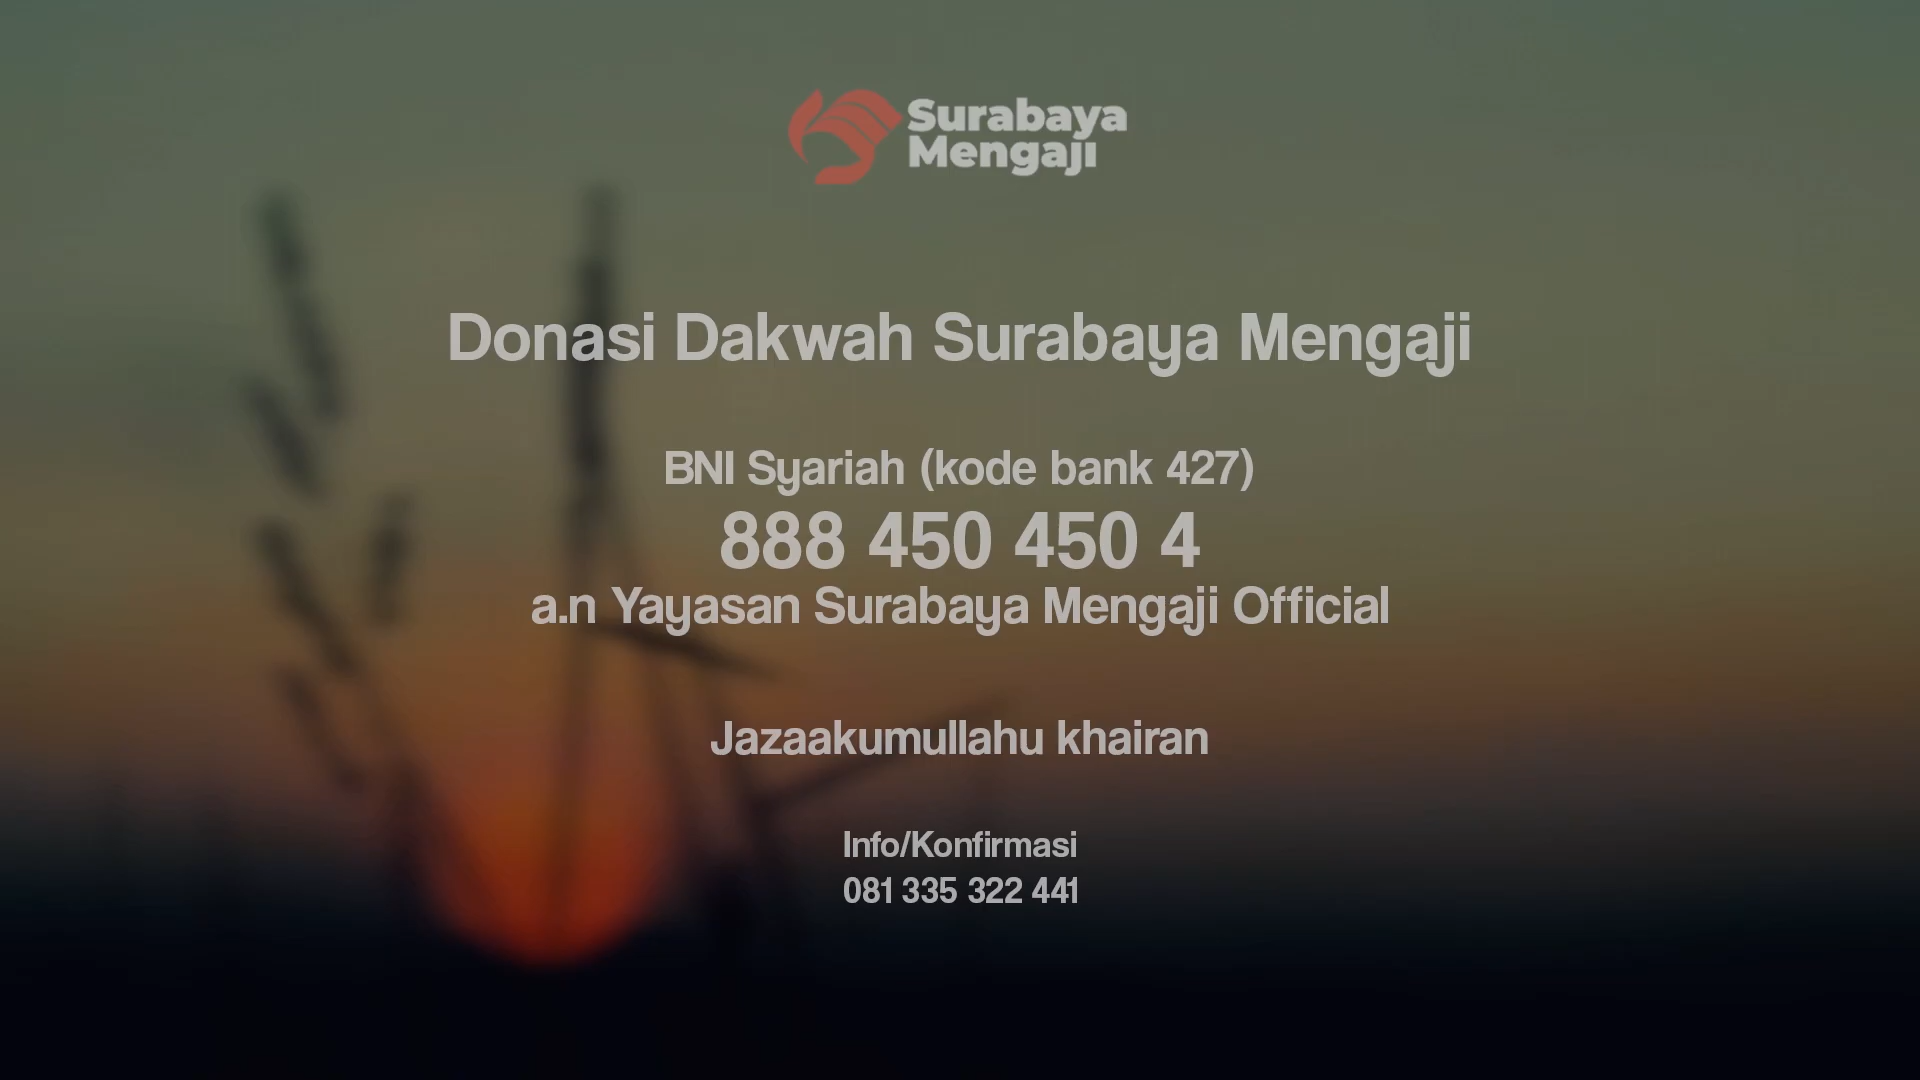 Surabaya
Mengaji
Donasi Dakwah Surabaya Mengaji
BNI Syariah (kode bank 427)
888 450 450 4
a.n Yayasan Surabaya Mengaji Official
Jazaakumullahu khairan
Info/Konfirmasi
081 335 322 441